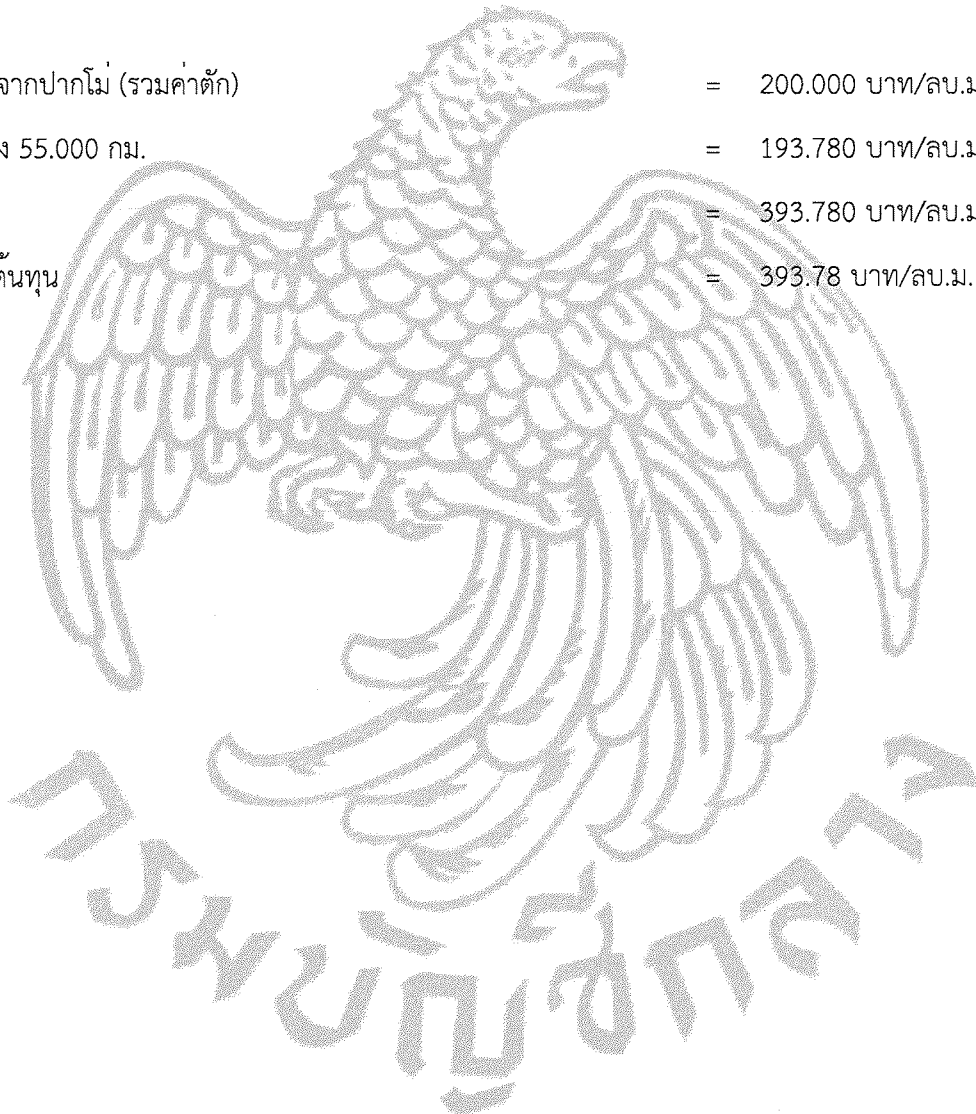 จากปากโม่ (รวมค่าตัก) = 200.000 บาท/ลบ.ม
ง 55.000 กม. = 193.780 บาท/ลบ.ม
= 393.780 บาท/ลบ.ม
ต้นทุน = 393.78 บาท/ลบ.ม.
กรมบัญชีกลาง